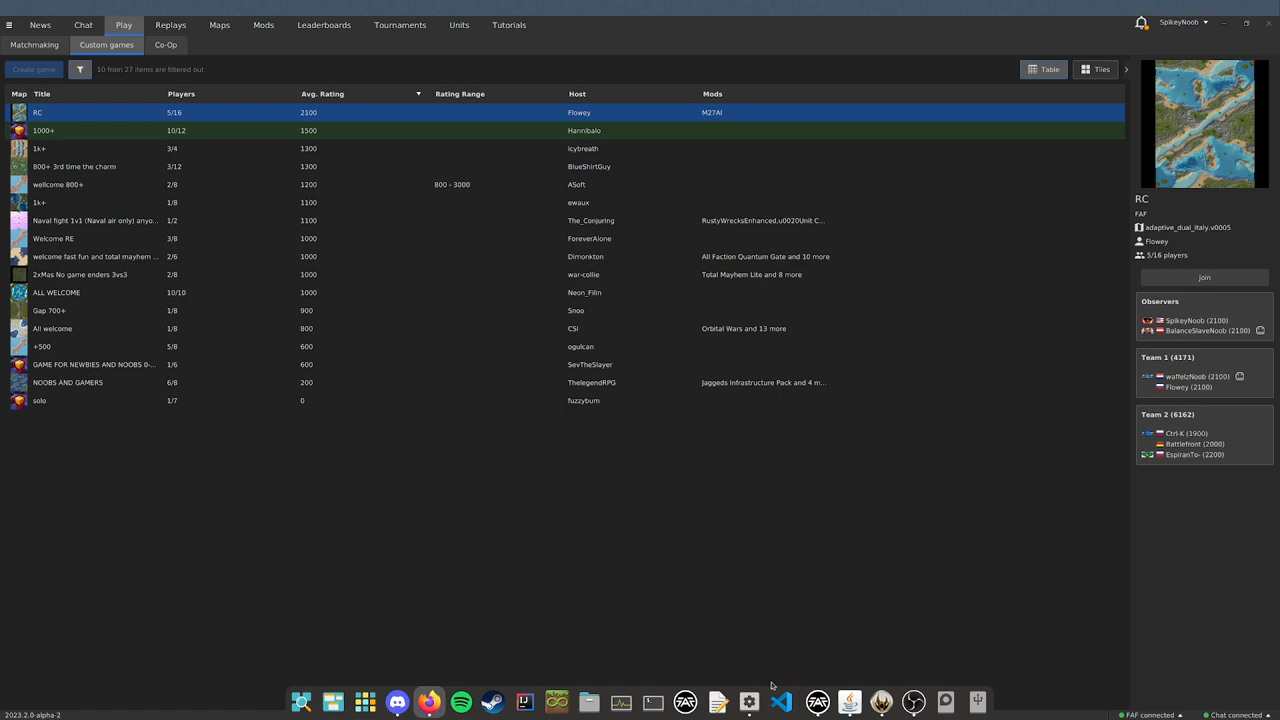 News Chat Play Replays Maps Mods Leaderboards Tournaments Units Tutorials SpikeyNoob
Matchmaking Custom games Co-Op
Create game 10 from 27 items are filtered out Table Tiles
Map Title Players Avg. Rating Rating Range Host Mods
RC 5/16 2100 Flowey M27AI
1000+ 10/12 1500 Hannibalo
1k+ 3/4 1300 icybreath
800+ 3rd time the charm 3/12 1300 BlueShirtGuy
wellcome 800+ 2/8 1200 800 - 3000 ASoft
1k+ 1/8 1100 ewaux
Naval fight 1v1 (Naval air only) anyo... 1/2 1100 The_Conjuring RustyWrecksEnhanced,u0020Unit C...
Welcome RE 3/8 1000 ForeverAlone
welcome fast fun and total mayhem ... 2/6 1000 Dimonkton All Faction Quantum Gate and 10 more
2xMas No game enders 3vs3 2/8 1000 war-collie Total Mayhem Lite and 8 more
ALL WELCOME 10/10 1000 Neon_Filin
Gap 700+ 1/8 900 Snoo
All welcome 1/8 800 CSI Orbital Wars and 13 more
+500 5/8 600 ogulcan
GAME FOR NEWBIES AND NOOBS 0-... 1/6 600 SevTheSlayer
NOOBS AND GAMERS 6/8 200 ThelegendRPG Jaggeds Infrastructure Pack and 4 m...
solo 1/7 0 fuzzybum
RC
FAF
adaptive_dual_italy.v0005
Flowey
5/16 players
Join
Observers
SpikeyNoob (2100)
BalanceSlaveNoob (2100)
Team 1 (4171)
waffelzNoob (2100)
Flowey (2100)
Team 2 (6162)
Ctrl-K (1900)
Battlefront (2000)
EspiranTo- (2200)
FAF FAF
2023.2.0-alpha-2 FAF connected Chat connected